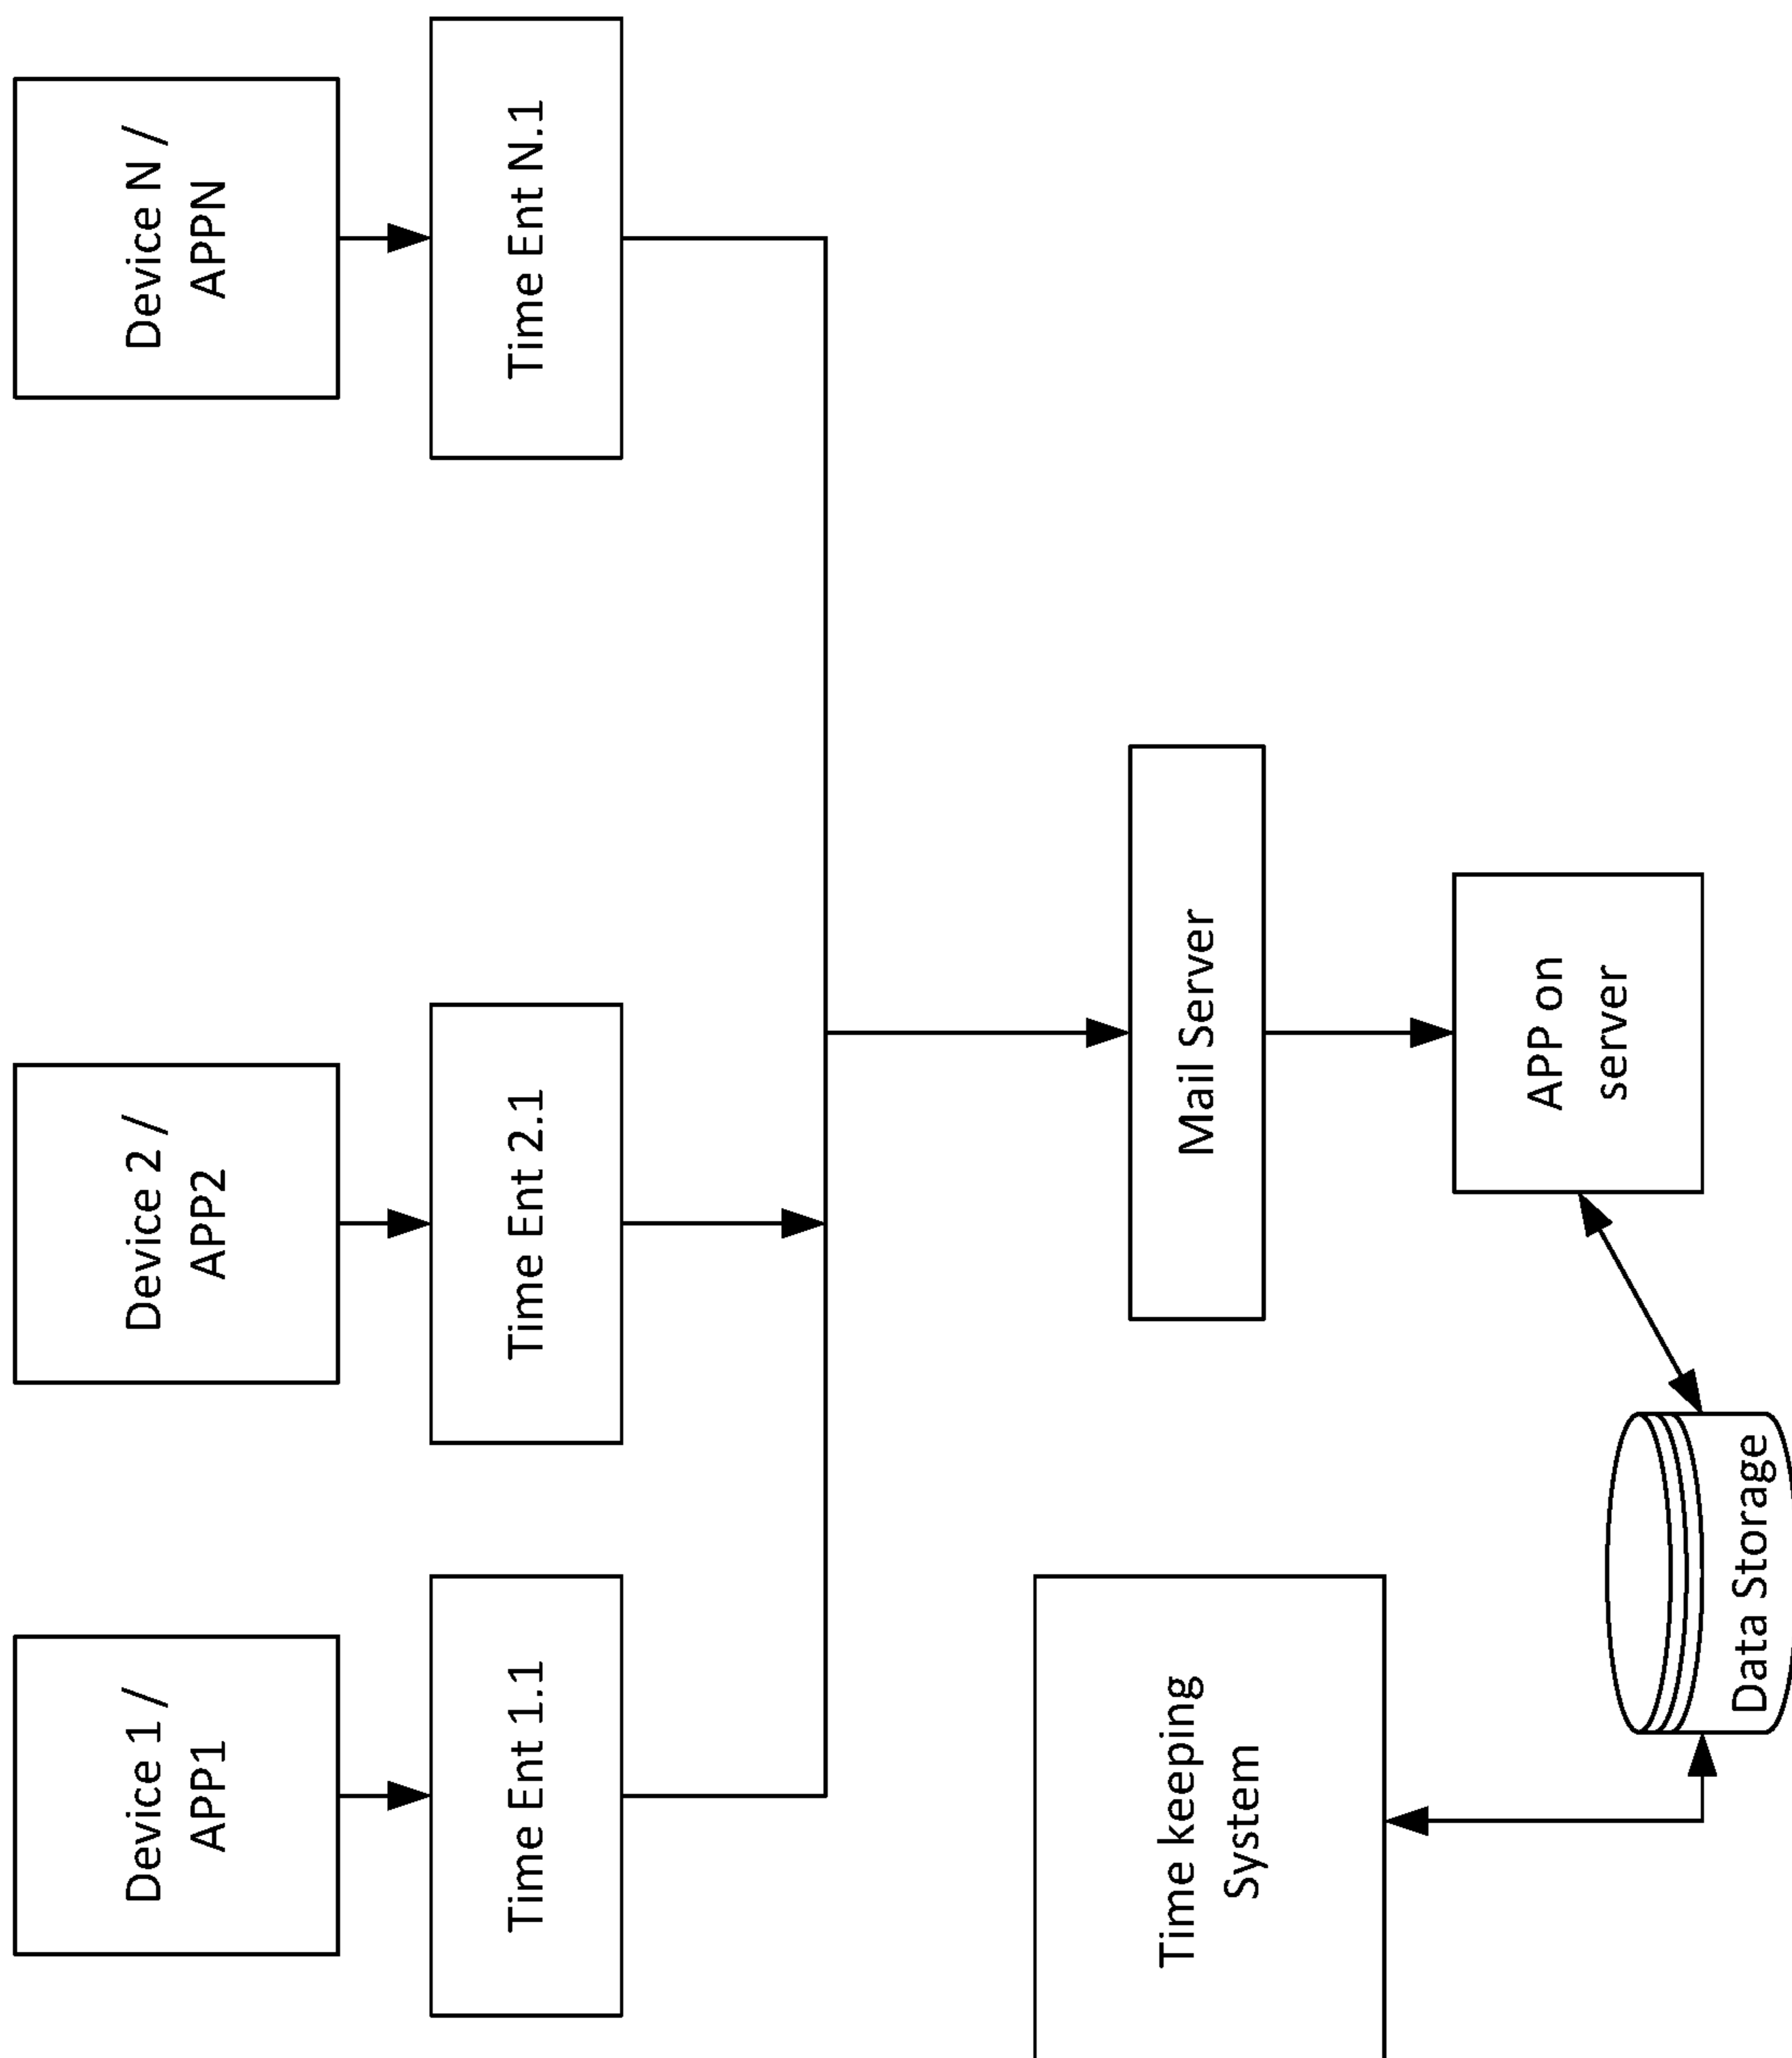 Device 1 /
APP1
Device 2 /
APP2
Device N /
APPN
Time Ent 1.1
Time Ent 2.1
Time Ent N.1
Time keeping
System
Mail Server
APP on
server
Data Storage